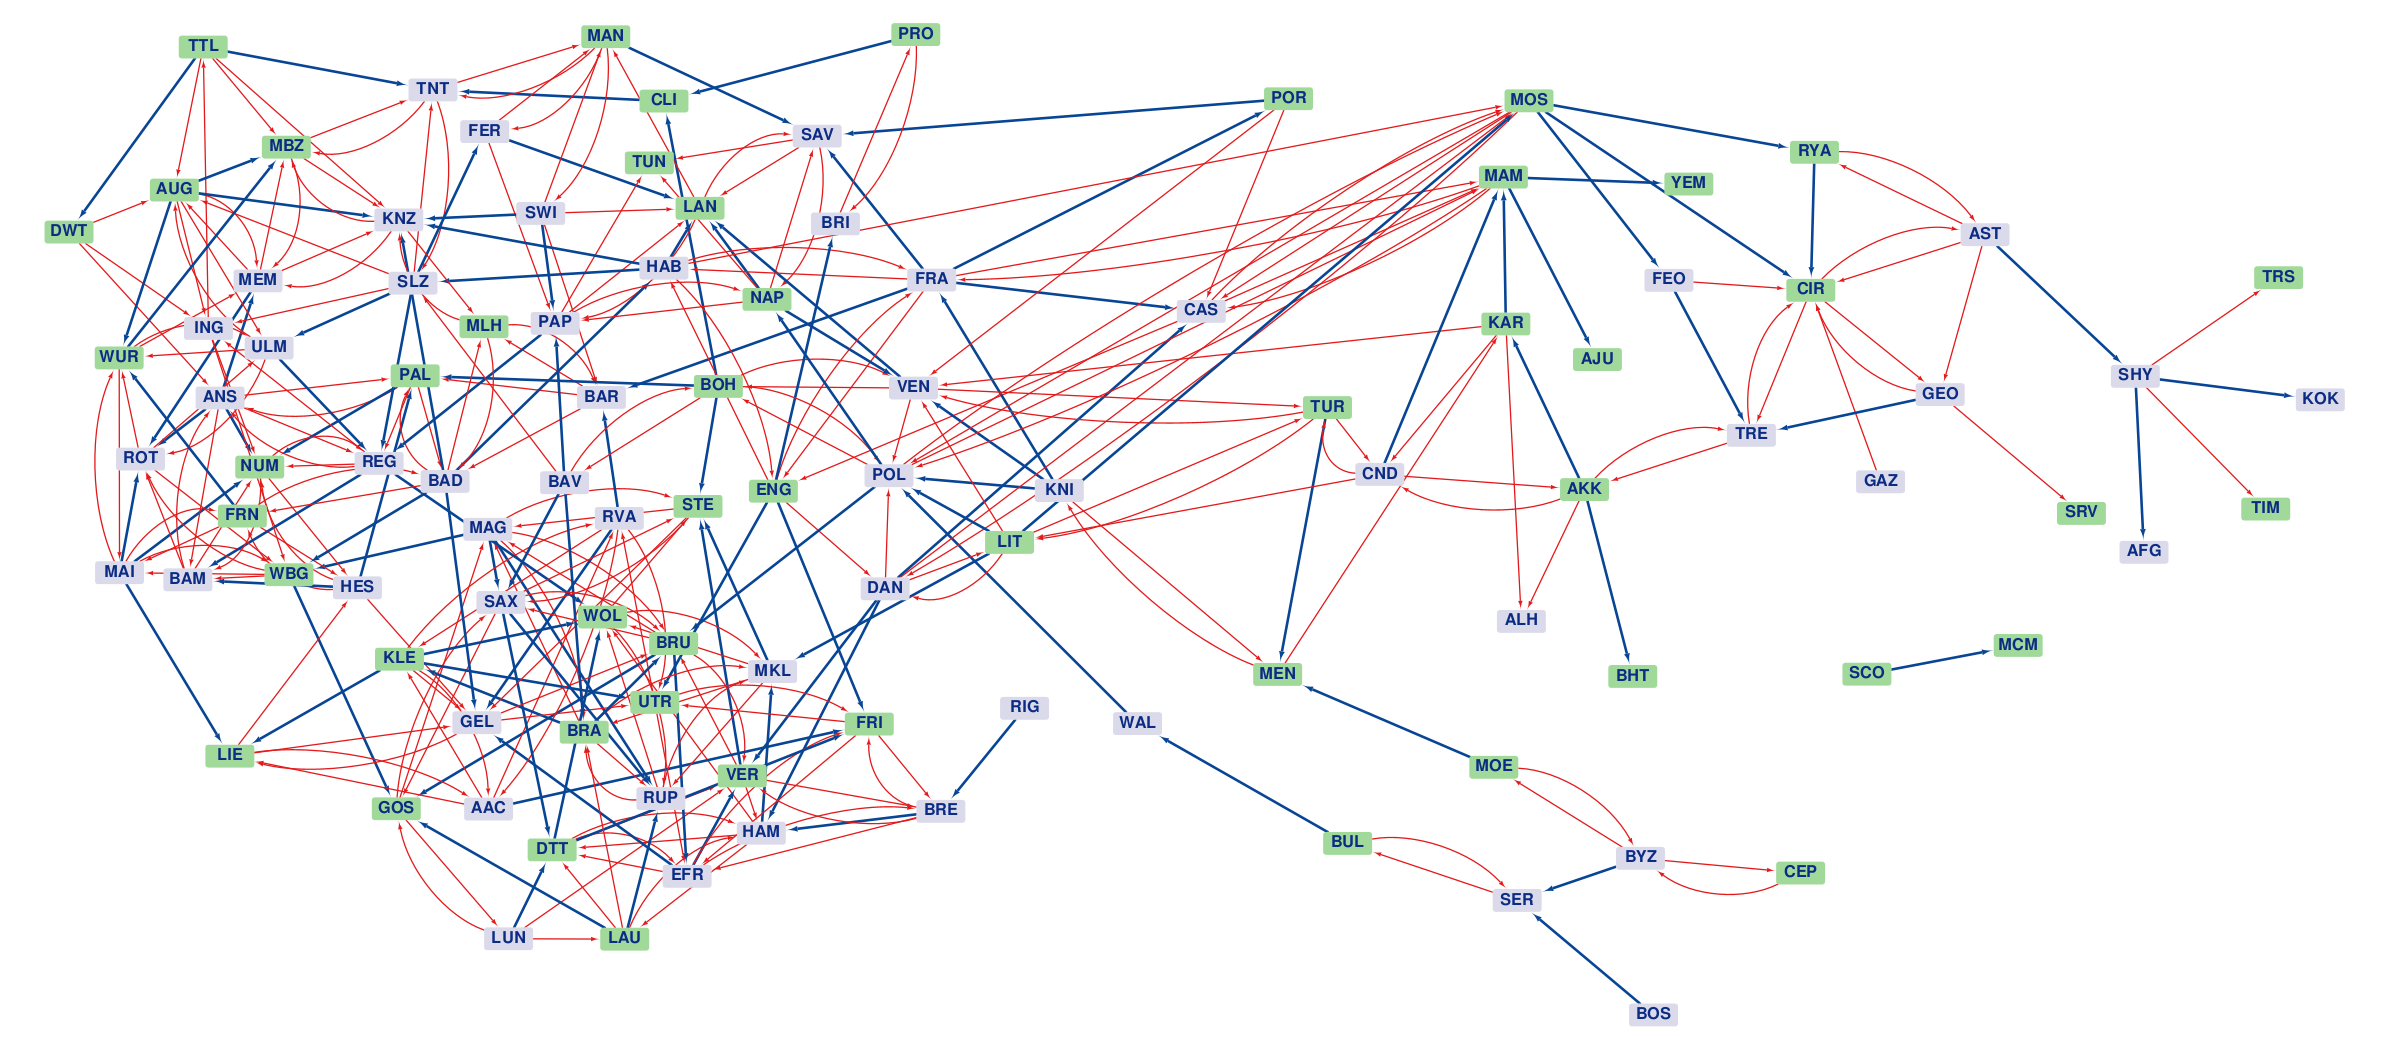 MAN
PRO
TTL
TNT
CLI
POR
MOS
FER
SAV
MBZ
RYA
TUN
MAM
YEM
AUG
LAN
KNZ
SWI
BRI
DWT
AST
HAB
MEM
SLZ
FRA
FEO
CIR
TRS
NAP
CAS
ING
MLH
PAP
KAR
ULM
WUR
AJU
PAL
BOH
VEN
SHY
ANS
BAR
GEO
KOK
TUR
TRE
ROT
NUM
REG
BAD
BAV
POL
CND
GAZ
ENG
KNI
AKK
STE
SRV
TIM
FRN
MAG
RVA
LIT
AFG
MAI
BAM
WBG
HES
DAN
SAX
WOL
ALH
BRU
MCM
KLE
MKL
MEN
BHT
SCO
UTR
RIG
GEL
BRA
FRI
WAL
LIE
VER
MOE
GOS
AAC
RUP
BRE
HAM
BUL
DTT
BYZ
EFR
CEP
SER
LUN
LAU
BOS